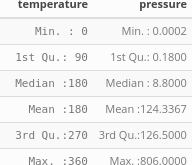 temperature pressure
Min. : 0 Min. : 0.0002
1st Qu.: 90 1st Qu.: 0.1800
Median :180 Median : 8.8000
Mean :180 Mean :124.3367
3rd Qu.:270 3rd Qu.:126.5000
Max. :360 Max. :806.0000